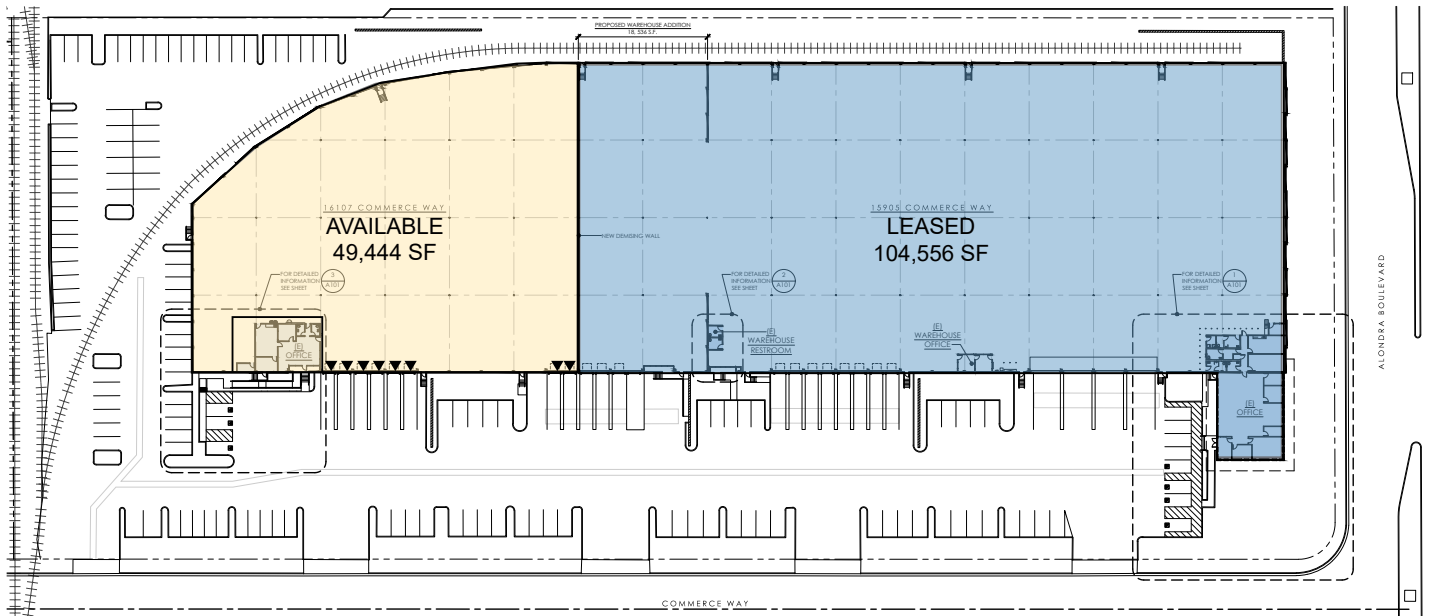 PROPOSED WAREHOUSE ADDITION
18, 536 S.F.
16107 COMMERCE WAY
AVAILABLE
49,444 SF
15905 COMMERCE WAY
LEASED
104,556 SF
NEW DEMISING WALL
FOR DETAILED
INFORMATION
SEE SHEET
3
A101
FOR DETAILED
INFORMATION
SEE SHEET
2
A101
FOR DETAILED
INFORMATION
SEE SHEET
1
A101
(E)
OFFICE
(E)
WAREHOUSE
RESTROOM
(E)
WAREHOUSE
OFFICE
(E)
OFFICE
ALONDRA BOULEVARD
COMMERCE WAY